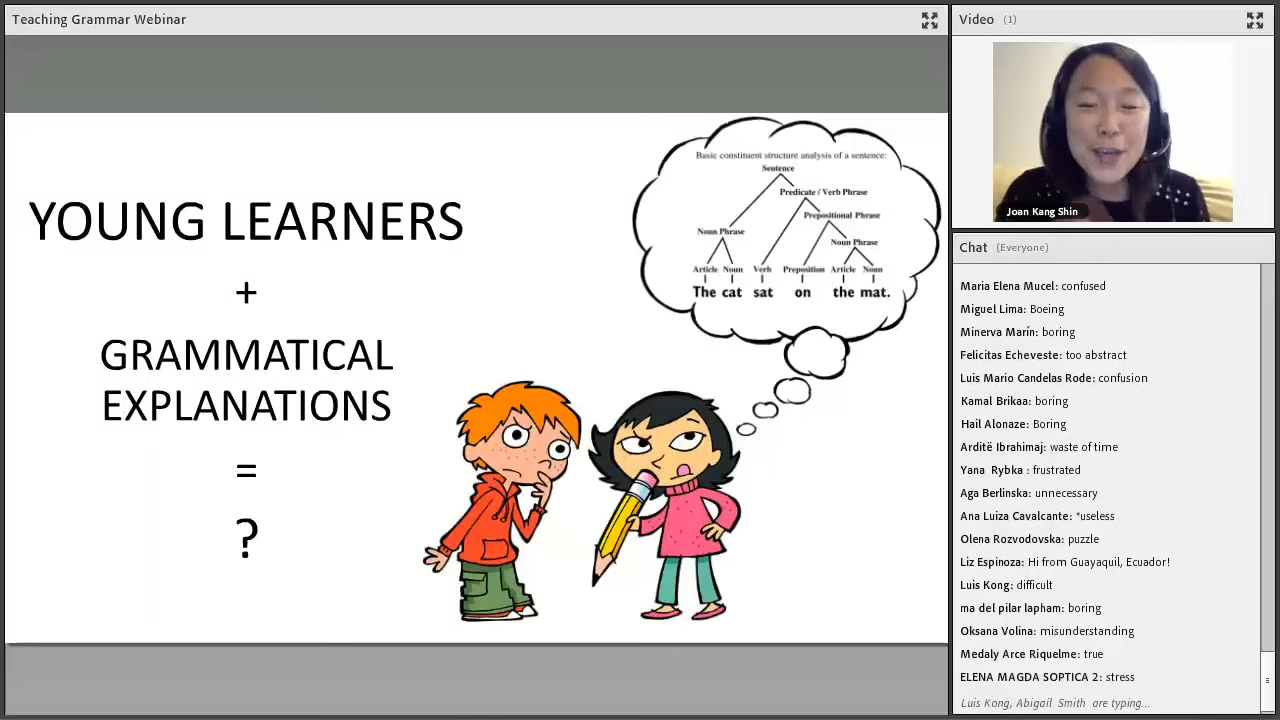 Teaching Grammar Webinar
YOUNG LEARNERS
+
GRAMMATICAL
EXPLANATIONS
=
?
Basic constituent structure analysis of a sentence:
Sentence
Predicate / Verb Phrase
Prepositional Phrase
Noun Phrase
Noun Phrase
Article Noun Verb Preposition Article Noun
The cat sat on the mat.
Video (1)
Joan Kang Shin
Chat (Everyone)
Maria Elena Mucel: confused
Miguel Lima: Boeing
Minerva Marín: boring
Felicitas Echeveste: too abstract
Luis Mario Candelas Rode: confusion
Kamal Brikaa: boring
Hail Alonaze: Boring
Arditë Ibrahimaj: waste of time
Yana Rybka : frustrated
Aga Berlinska: unnecessary
Ana Luiza Cavalcante: *useless
Olena Rozvodovska: puzzle
Liz Espinoza: Hi from Guayaquil, Ecuador!
Luis Kong: difficult
ma del pilar lapham: boring
Oksana Volina: misunderstanding
Medaly Arce Riquelme: true
ELENA MAGDA SOPTICA 2: stress
Luis Kong, Abigail Smith are typing...